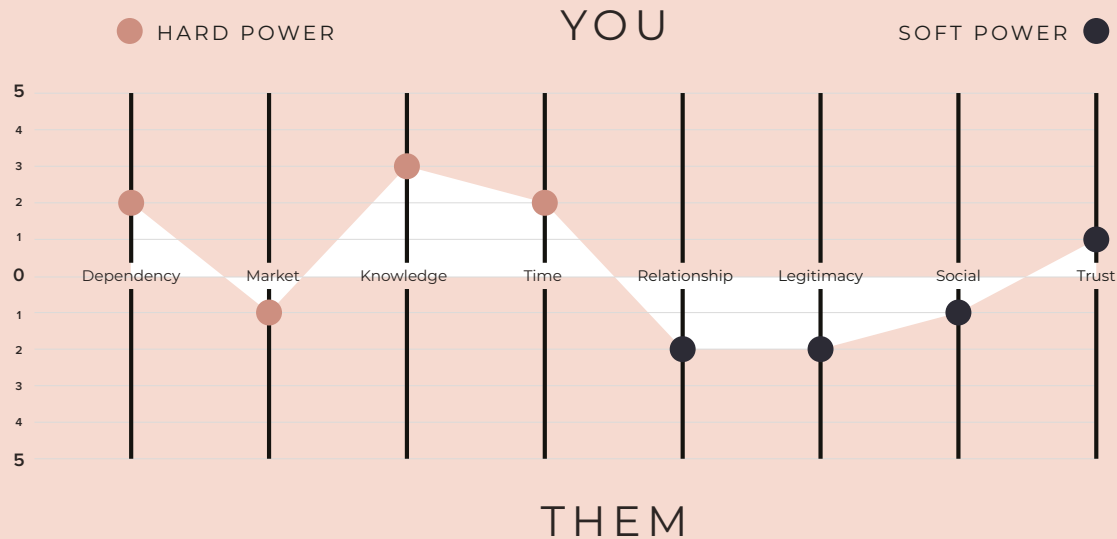 YOU
HARD POWER
SOFT POWER
5
4
3
2
1
0
Dependency Market Knowledge Time Relationship Legitimacy Social Trust
1
2
3
4
5
THEM